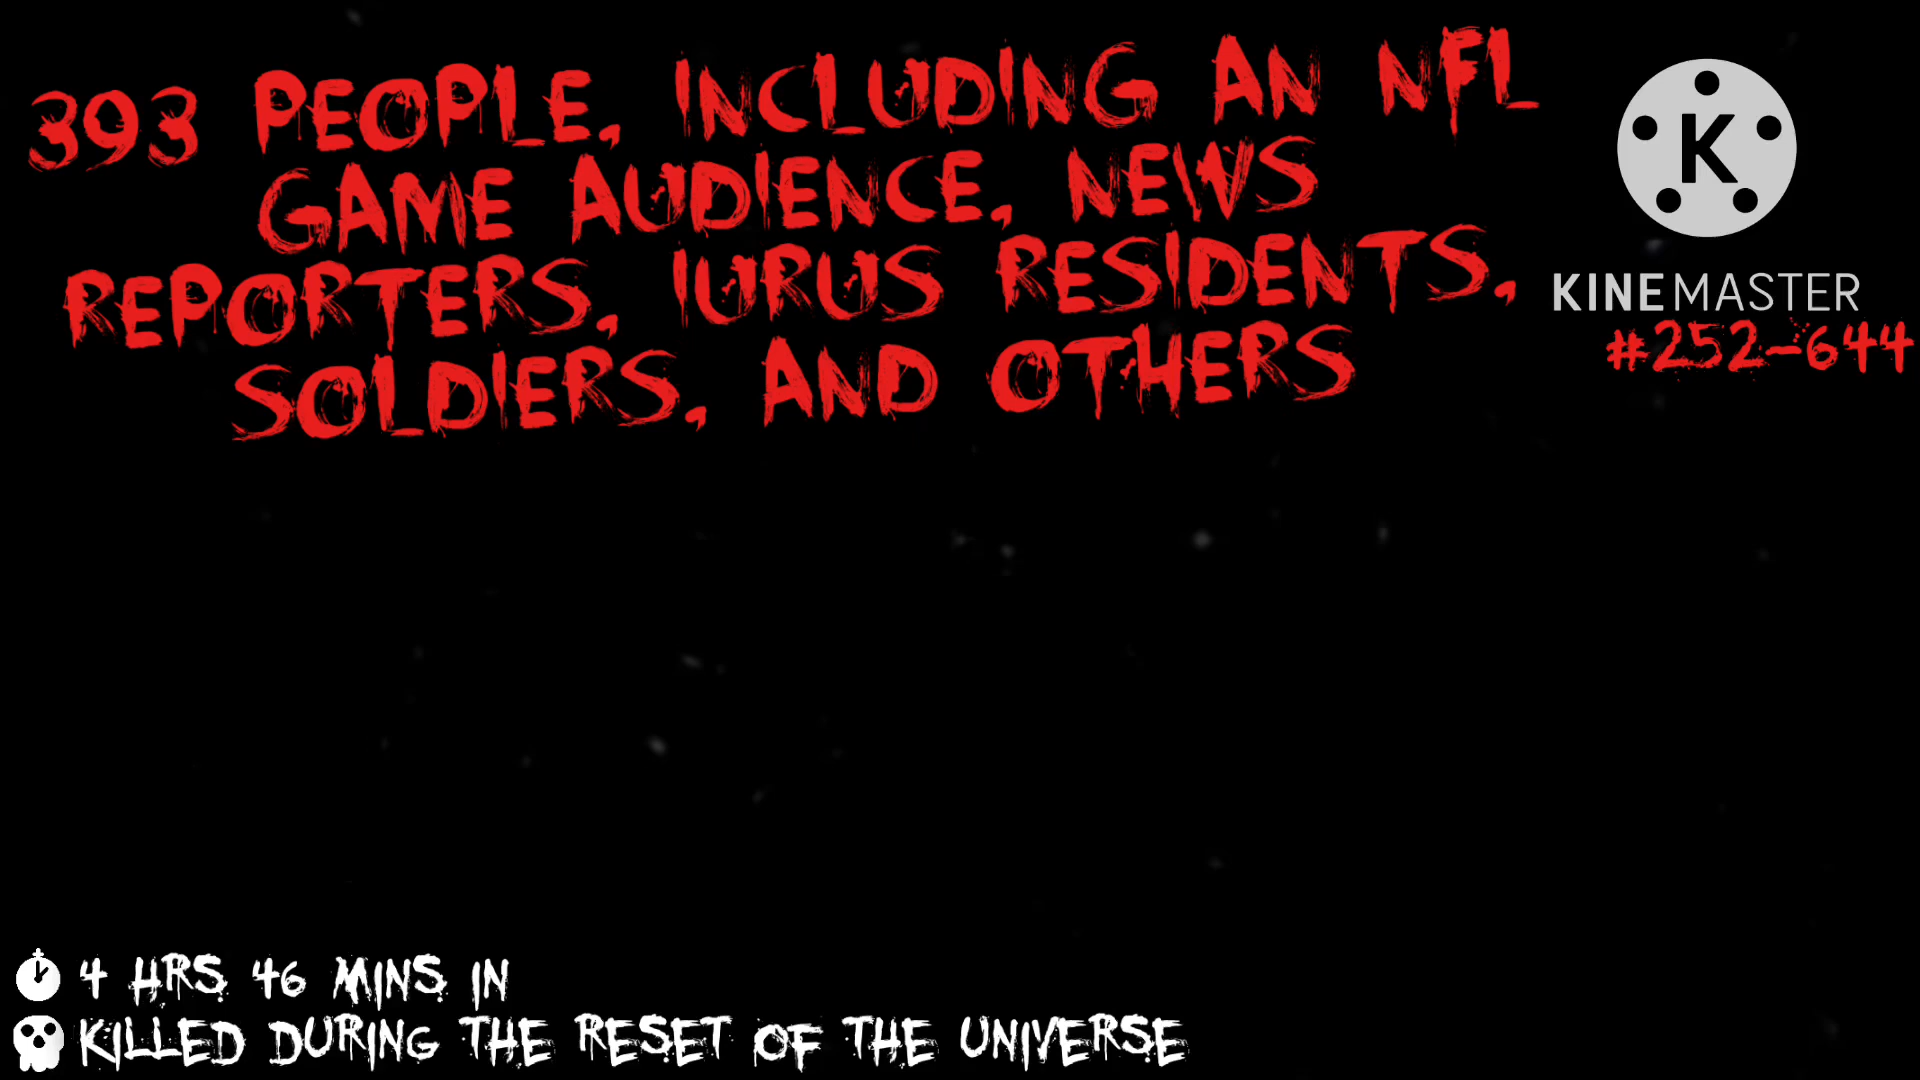 393 PEOPLE, INCLUDING AN NFL
GAME AUDIENCE, NEWS
REPORTERS, IURUS RESIDENTS,
SOLDIERS, AND OTHERS
K
KINEMASTER
#252-644
4 HRS 46 MINS IN
KILLED DURING THE RESET OF THE UNIVERSE